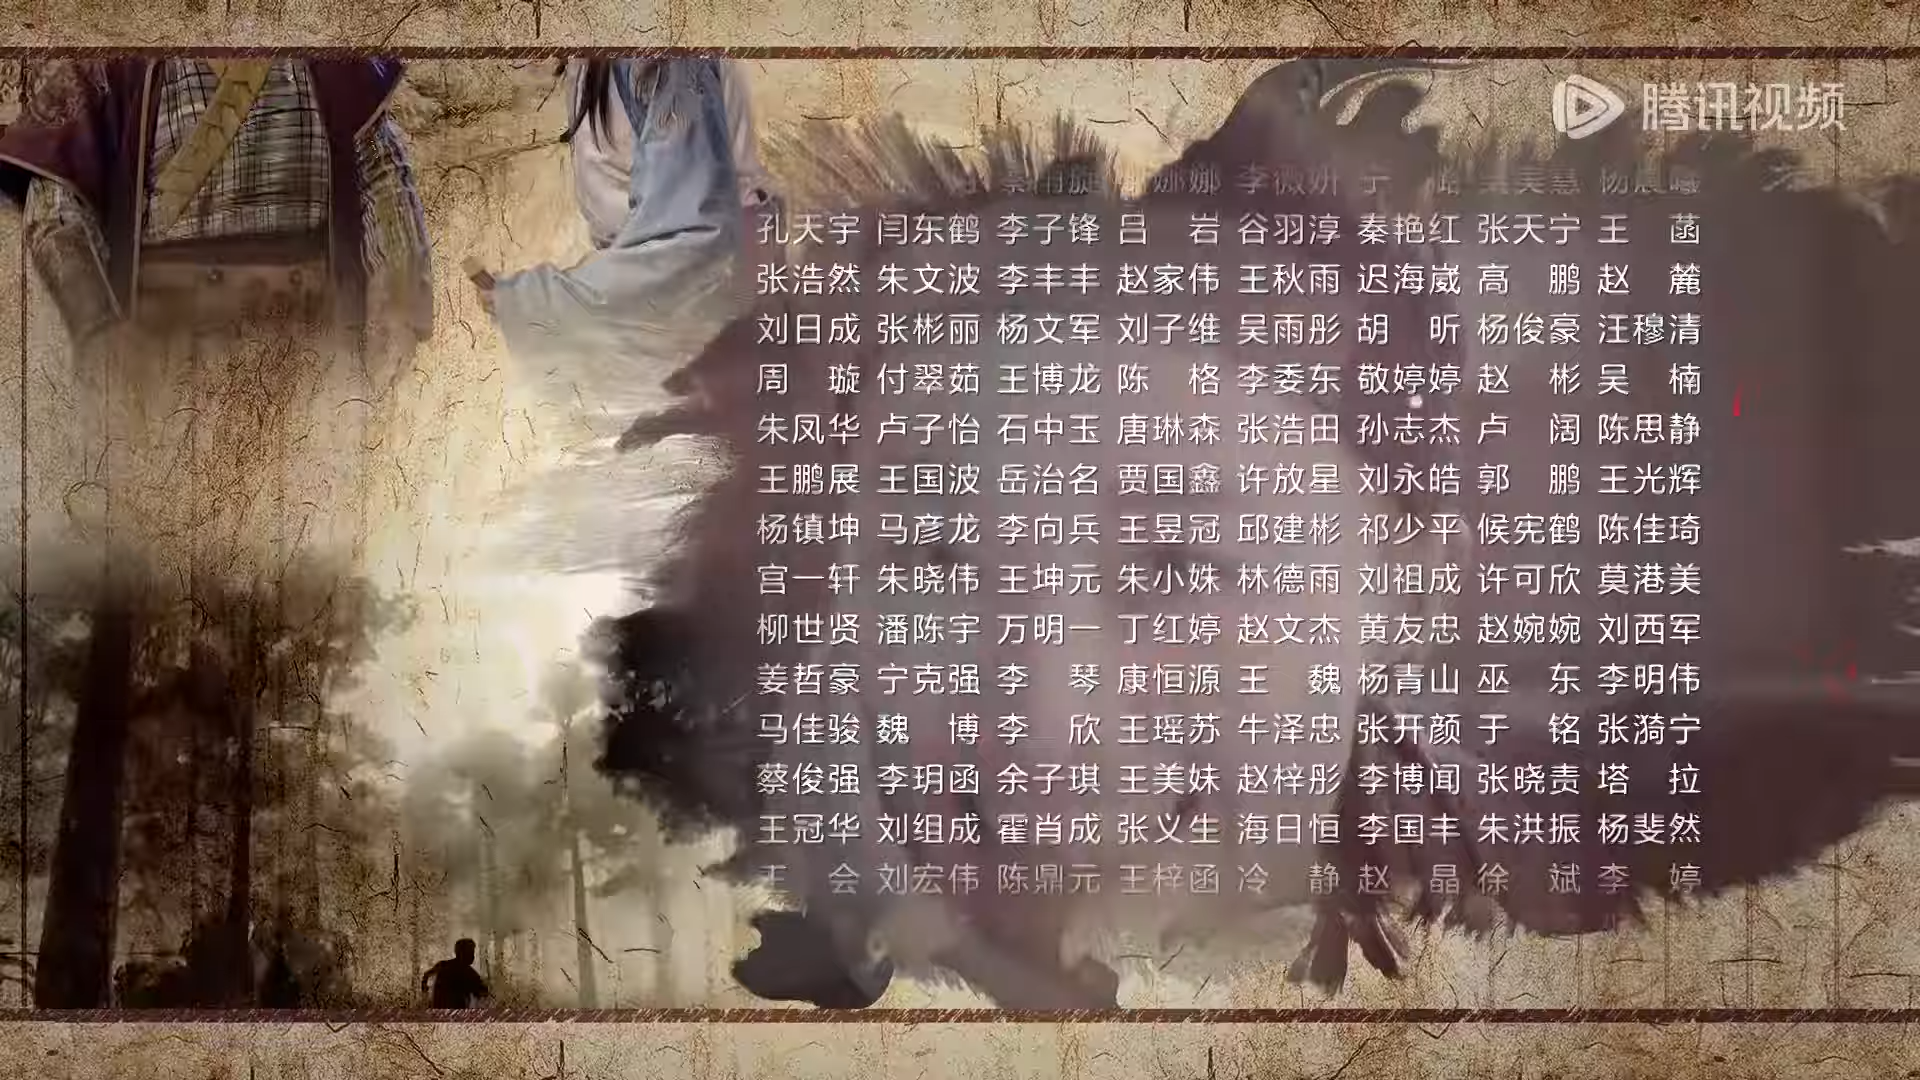 腾讯视频
娜娜 李薇妍
孔天宇 闫东鹤 李子锋 吕 岩 谷羽淳 秦艳红 张天宁 王 菡
张浩然 朱文波 李丰丰 赵家伟 王秋雨 迟海崴 高 鹏 赵 麓
刘日成 张彬丽 杨文军 刘子维 吴雨彤 胡 昕 杨俊豪 汪穆清
周 璇 付翠茹 王博龙 陈 格 李委东 敬婷婷 赵 彬 吴 楠
朱凤华 卢子怡 石中玉 唐琳森 张浩田 孙志杰 卢 阔 陈思静
王鹏展 王国波 岳治名 贾国鑫 许放星 刘永皓 郭 鹏 王光辉
杨镇坤 马彦龙 李向兵 王昱冠 邱建彬 祁少平 候宪鹤 陈佳琦
宫一轩 朱晓伟 王坤元 朱小姝 林德雨 刘祖成 许可欣 莫港美
柳世贤 潘陈宇 万明一 丁红婷 赵文杰 黄友忠 赵婉婉 刘西军
姜哲豪 宁克强 李 琴 康恒源 王 魏 杨青山 巫 东 李明伟
马佳骏 魏 博 李 欣 王瑶苏 牛泽忠 张开颜 于 铭 张漪宁
蔡俊强 李玥函 余子琪 王美妹 赵梓彤 李博闻 张晓责 塔 拉
王冠华 刘组成 霍肖成 张义生 海日恒 李国丰 朱洪振 杨斐然
王 会 刘宏伟 陈鼎元 王梓函 冷 静 赵 晶 徐 斌 李 婷